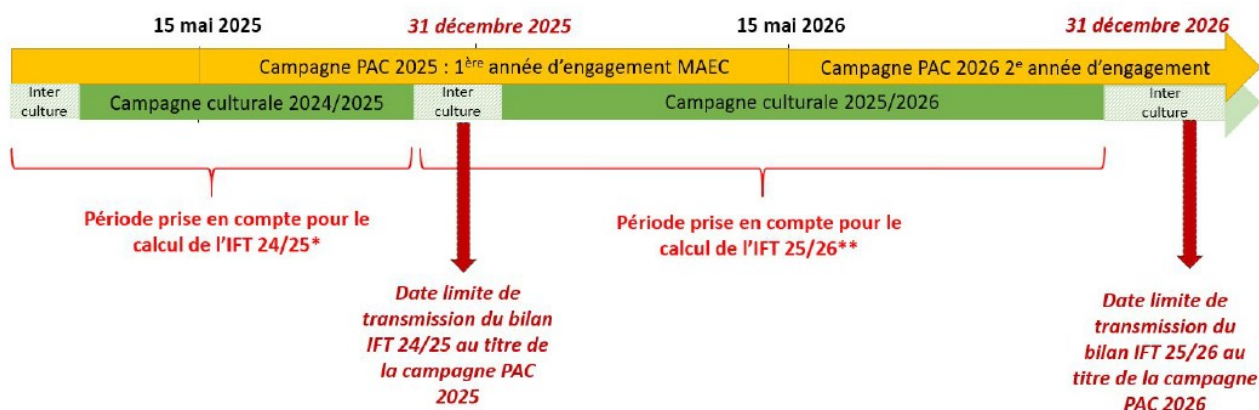 15 mai 2025
31 décembre 2025
15 mai 2026
31 décembre 2026
Campagne PAC 2025 : 1ère année d'engagement MAEC
Campagne PAC 2026 2e année d'engagement
Inter
culture
Campagne culturale 2024/2025
Inter
culture
Campagne culturale 2025/2026
Inter
culture
Période prise en compte pour le
calcul de l'IFT 24/25*
Période prise en compte pour le
calcul de l'IFT 25/26**
Date limite de
transmission du bilan
IFT 24/25 au titre de
la campagne PAC
2025
Date limite de
transmission du
bilan IFT 25/26 au
titre de la campagne
PAC 2026